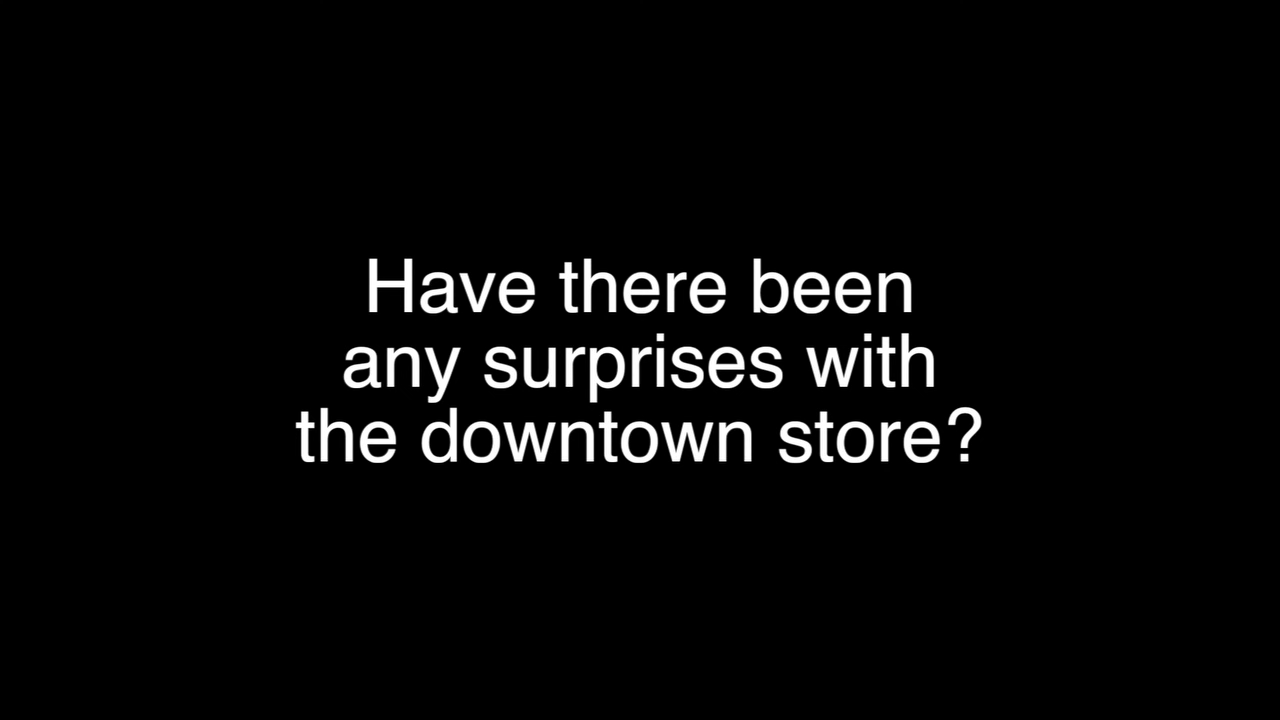 Have there been
any surprises with
the downtown store?